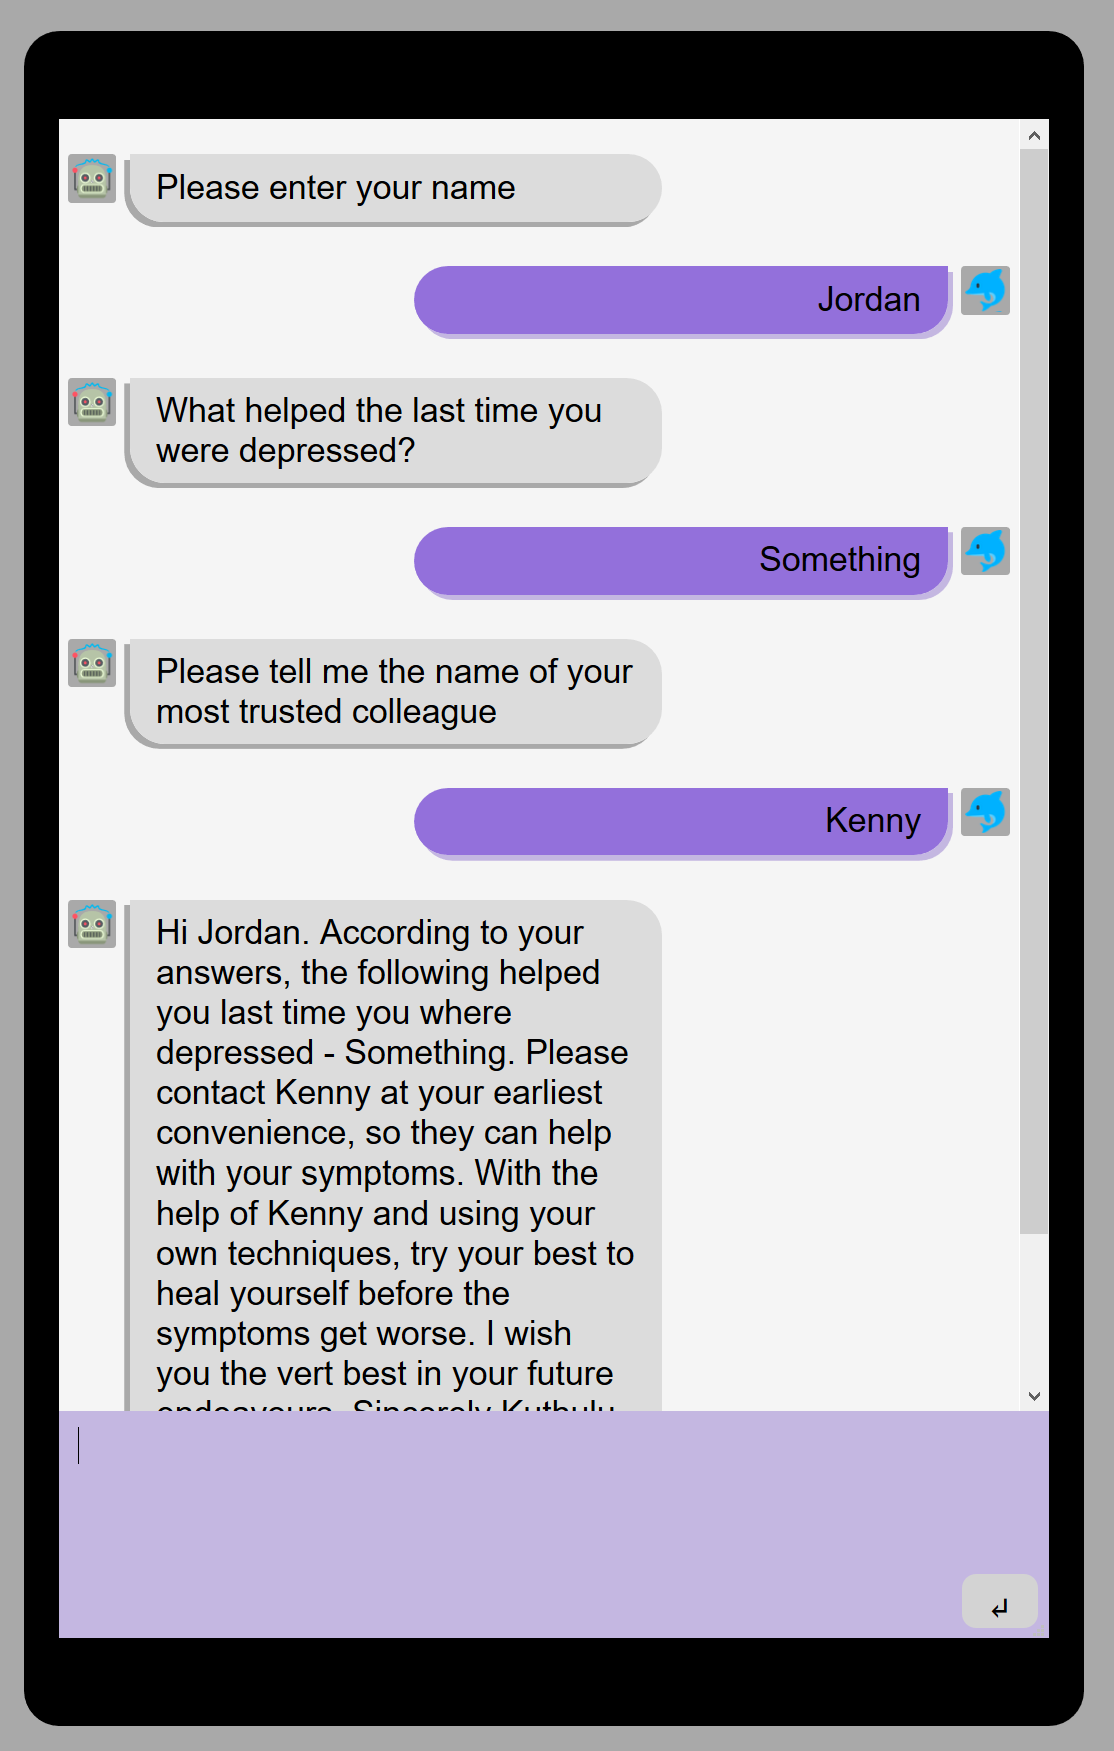 Please enter your name
Jordan
What helped the last time you
were depressed?
Something
Please tell me the name of your
most trusted colleague
Kenny
Hi Jordan. According to your
answers, the following helped
you last time you where
depressed - Something. Please
contact Kenny at your earliest
convenience, so they can help
with your symptoms. With the
help of Kenny and using your
own techniques, try your best to
heal yourself before the
symptoms get worse. I wish
you the vert best in your future
endeavours. Sincerely Kuthulu